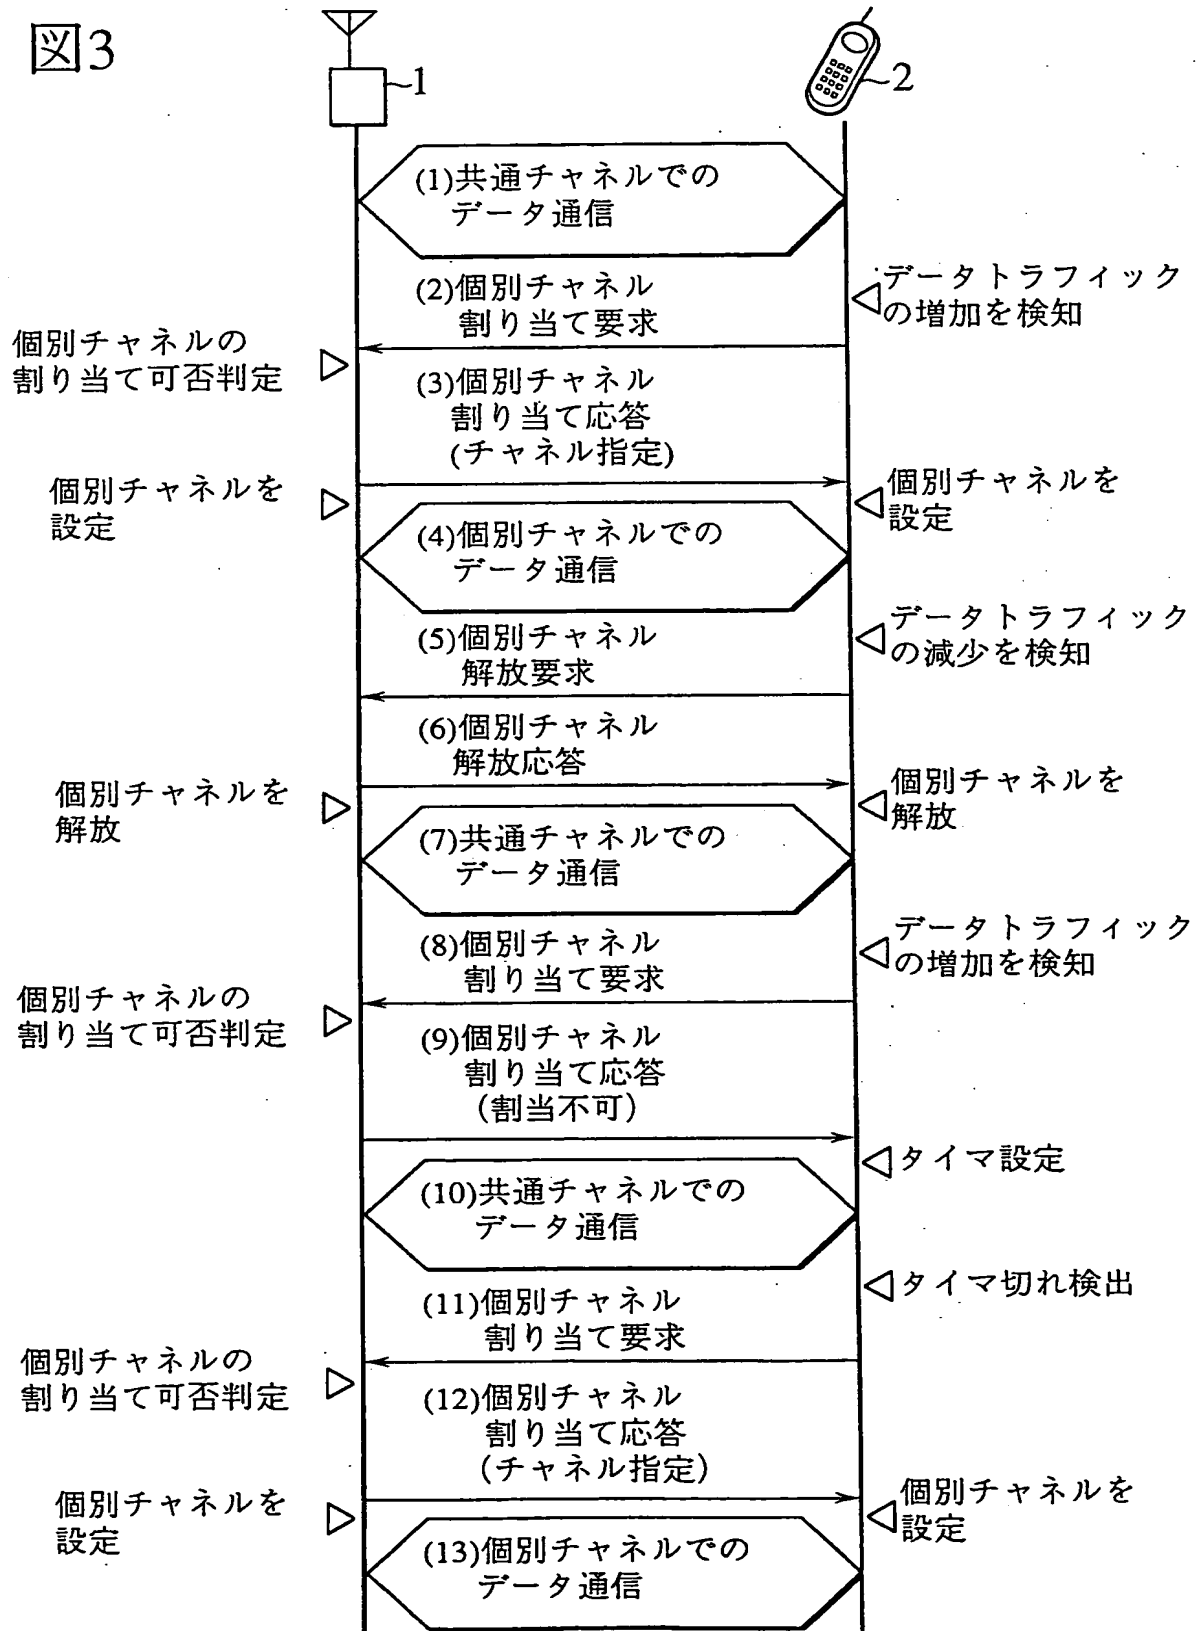 図3
1
2
(1)共通チャネルでの
データ通信
データトラフィック
の増加を検知
(2)個別チャネル
割り当て要求
個別チャネルの
割り当て可否判定
(3)個別チャネル
割り当て応答
(チャネル指定)
個別チャネルを
設定
個別チャネルを
設定
(4)個別チャネルでの
データ通信
データトラフィック
の減少を検知
(5)個別チャネル
解放要求
(6)個別チャネル
解放応答
個別チャネルを
解放
個別チャネルを
解放
(7)共通チャネルでの
データ通信
データトラフィック
の増加を検知
(8)個別チャネル
割り当て要求
個別チャネルの
割り当て可否判定
(9)個別チャネル
割り当て応答
(割当不可)
タイマ設定
(10)共通チャネルでの
データ通信
タイマ切れ検出
(11)個別チャネル
割り当て要求
個別チャネルの
割り当て可否判定
(12)個別チャネル
割り当て応答
(チャネル指定)
個別チャネルを
設定
個別チャネルを
設定
(13)個別チャネルでの
データ通信